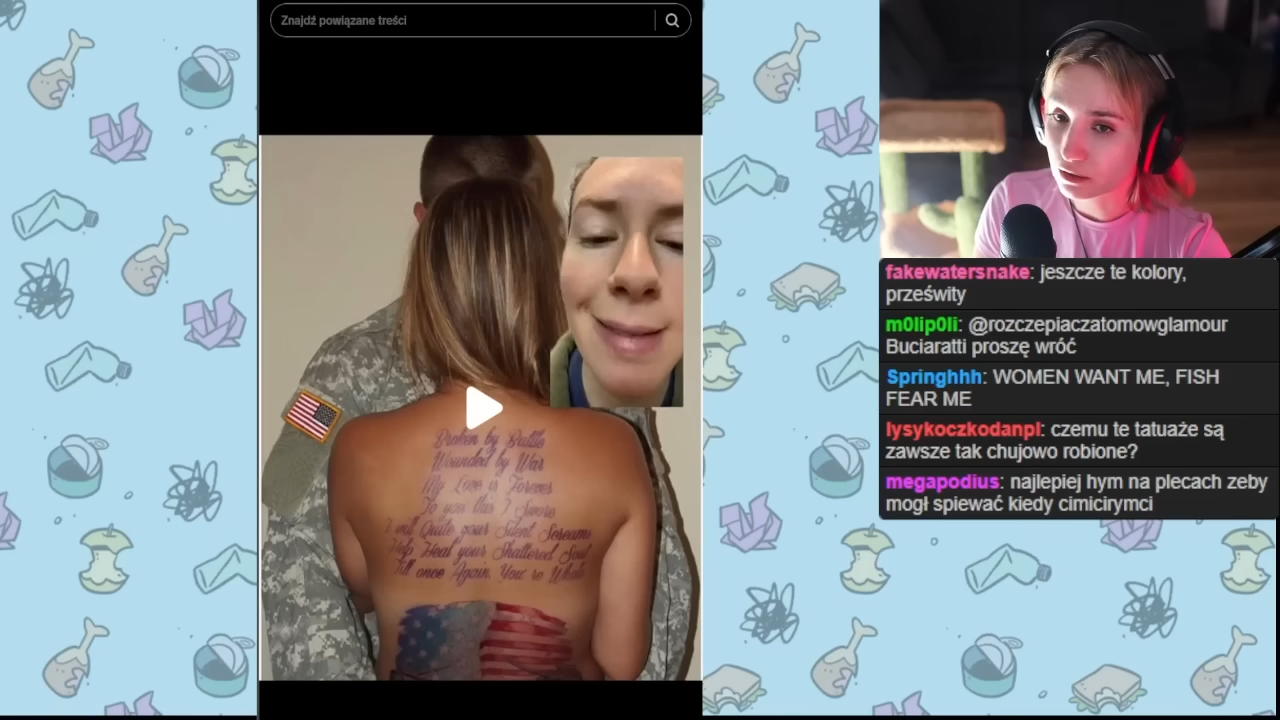 Znajdź powiązane treści
Broken by Battle
Wounded by War
My Love is Forever
To you this I Swore
I will Quite your Silent Screams
Help Heal your Shattered Soul
Till once Again, You're Whole
fakewatersnake: jeszcze te kolory,
prześwity
m0lip0li: @rozczepiaczatomowglamour
Buciaratti proszę wróć
Springhhh: WOMEN WANT ME, FISH
FEAR ME
lysykoczkodanpl: czemu te tatuaże są
zawsze tak chujowo robione?
megapodius: najlepiej hym na plecach zeby
mogł spiewać kiedy cimicirymci